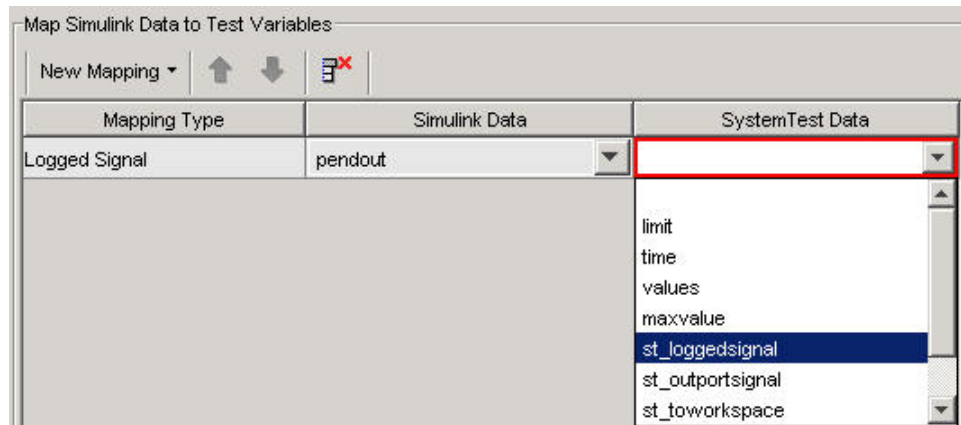 Map Simulink Data to Test Variables
New Mapping
Mapping Type Simulink Data SystemTest Data
Logged Signal pendout
limit
time
values
maxvalue
st_loggedsignal
st_outportsignal
st_toworkspace